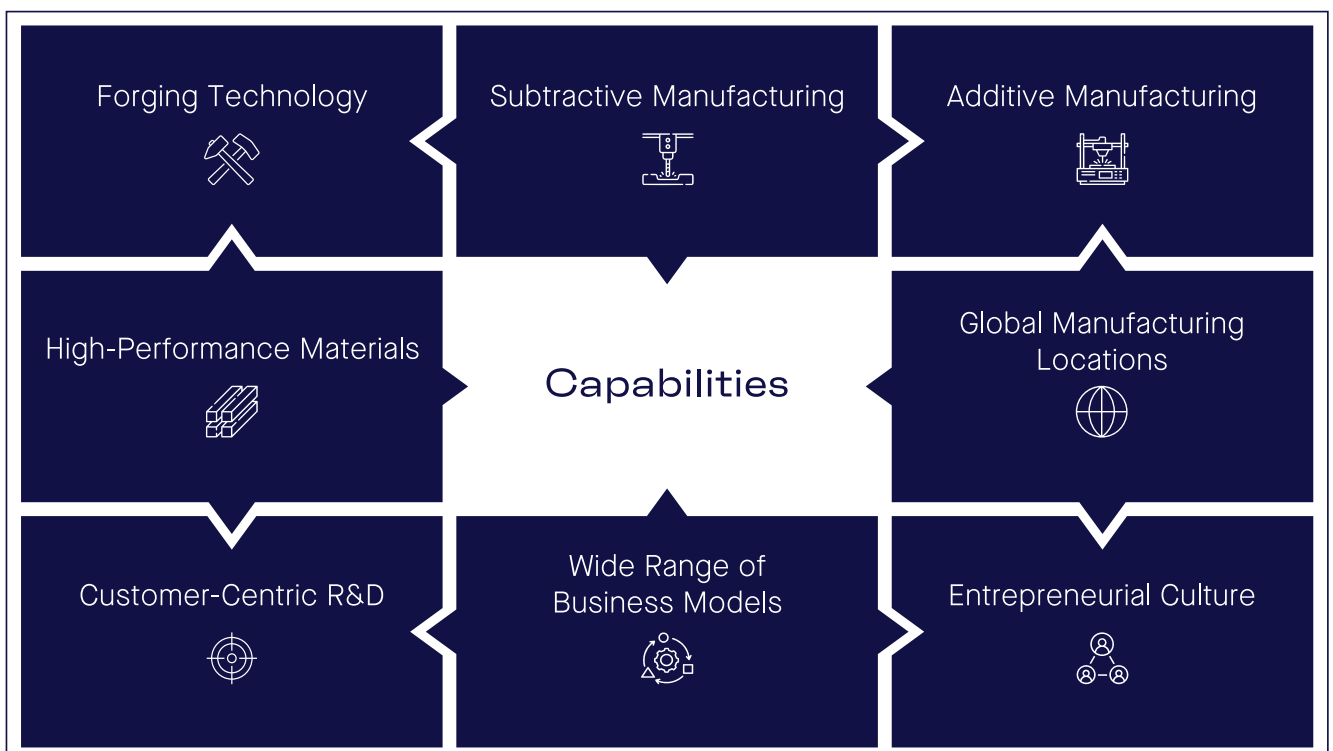 Forging Technology
Subtractive Manufacturing
Additive Manufacturing
High-Performance Materials
Capabilities
Global Manufacturing
Locations
Customer-Centric R&D
Wide Range of
Business Models
Entrepreneurial Culture